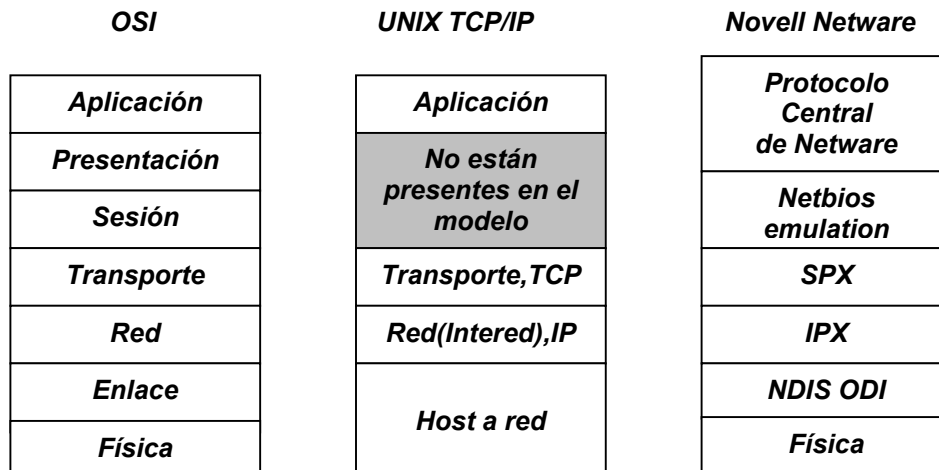 OSI
UNIX TCP/IP
Novell Netware
Aplicación
Presentación
Sesión
Transporte
Red
Enlace
Física
Aplicación
No están
presentes en el
modelo
Transporte,TCP
Red(Intered),IP
Host a red
Protocolo
Central
de Netware
Netbios
emulation
SPX
IPX
NDIS ODI
Física